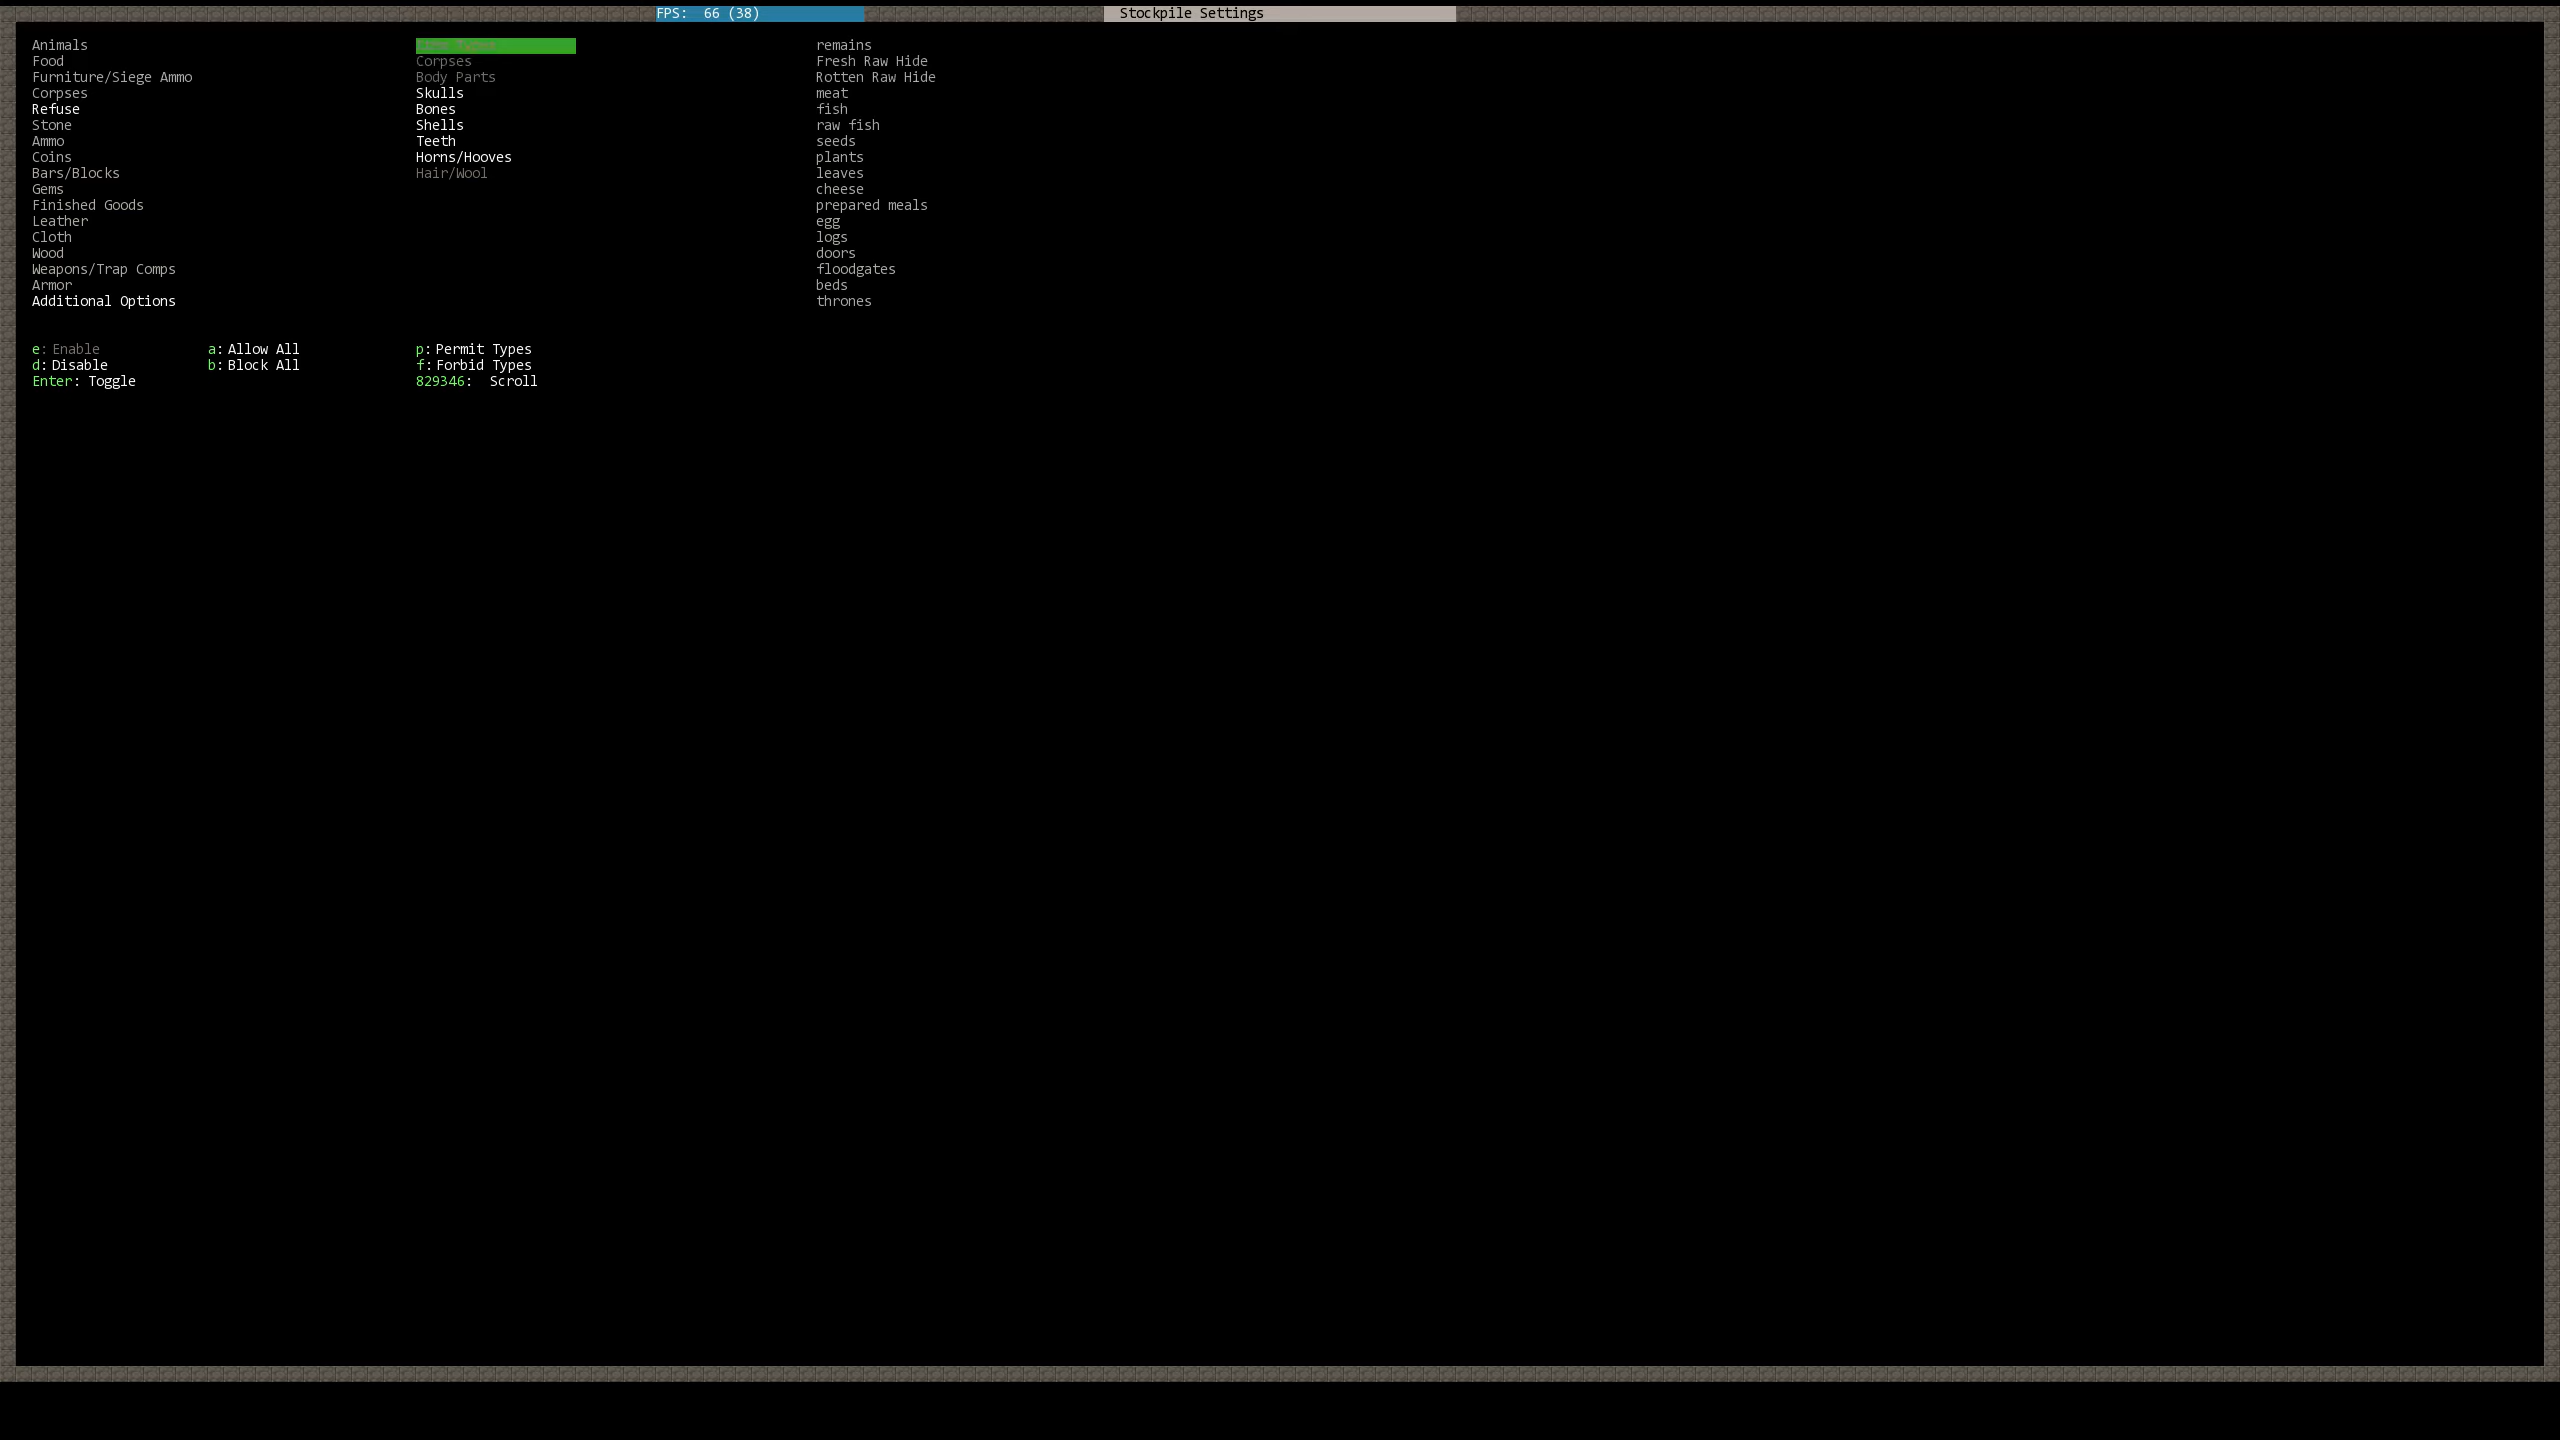 FPS:  66 (38)
Stockpile Settings
Animals
Food
Furniture/Siege Ammo
Corpses
Refuse
Stone
Ammo
Coins
Bars/Blocks
Gems
Finished Goods
Leather
Cloth
Wood
Weapons/Trap Comps
Armor
Additional Options
Corpses
Body Parts
Skulls
Bones
Shells
Teeth
Horns/Hooves
Hair/Wool
remains
Fresh Raw Hide
Rotten Raw Hide
meat
fish
raw fish
seeds
plants
leaves
cheese
prepared meals
egg
logs
doors
floodgates
beds
thrones
e: Enable
d: Disable
Enter: Toggle
a: Allow All
b: Block All
p: Permit Types
f: Forbid Types
829346:  Scroll